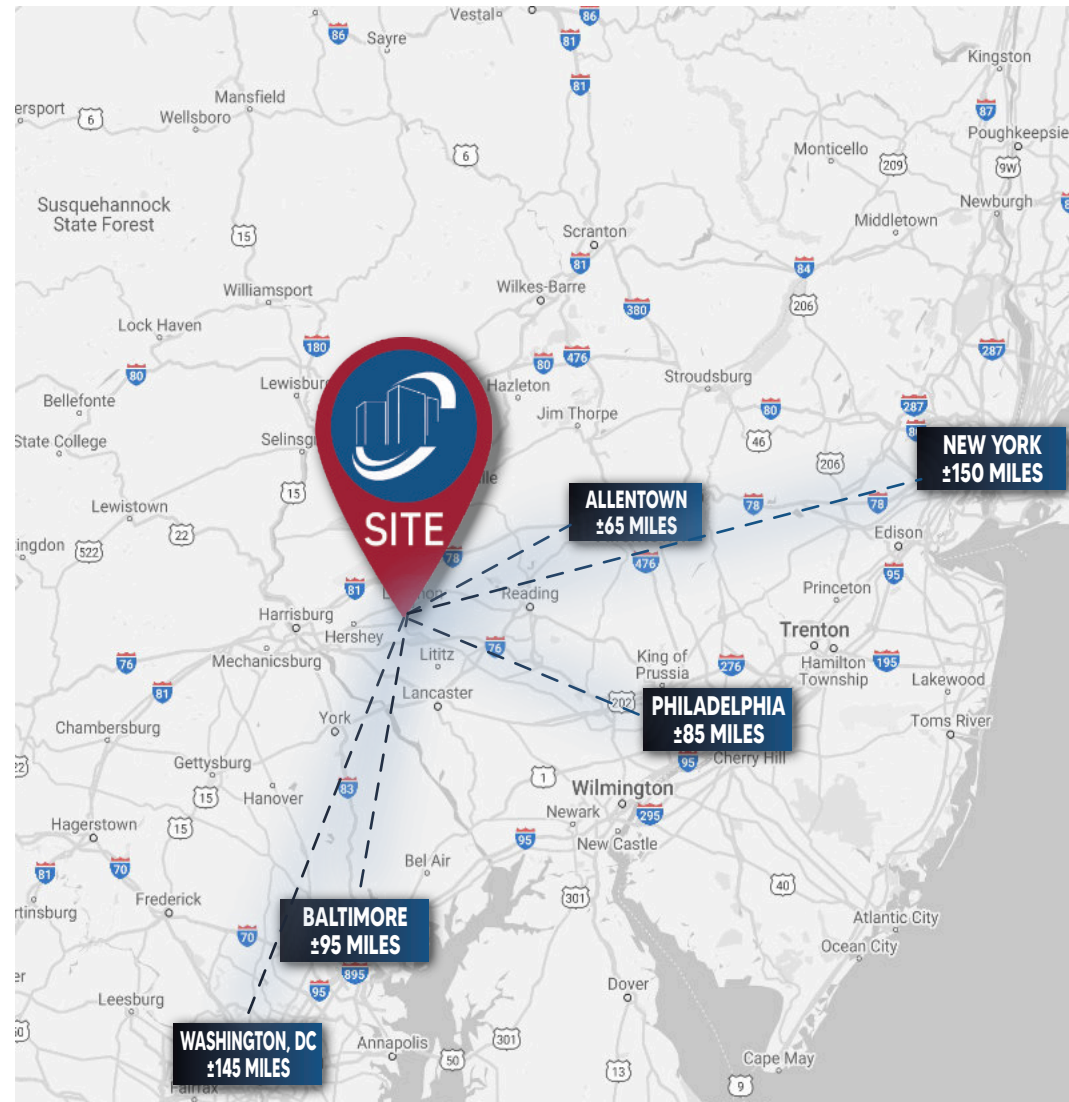 Vestal
86
86
81
Sayre
Kingston
81
Mansfield
ersport
6
Wellsboro
87
Poughkeepsie
Monticello
6
209
9W
Susquehannock
State Forest
Newburgh
Middletown
15
Scranton
81
84
Williamsport
Wilkes-Barre
206
380
Lock Haven
180
287
80
476
80
Stroudsburg
Lewisburg
Hazleton
Bellefonte
287
80
Jim Thorpe
State College
Selinsg
46
NEW YORK
±150 MILES
206
15
ille
ALLENTOWN
±65 MILES
Lewistown
78
78
22
SITE
Edison
ingdon
522
78
476
95
81
Reading
Princeton
Harrisburg
Hershey
Trenton
76
Lititz
King of
Prussia
276
Hamilton
Township
195
76
Mechanicsburg
Lakewood
81
Lancaster
202
PHILADELPHIA
±85 MILES
York
Toms River
Chambersburg
95
Cherry Hill
22
Gettysburg
1
83
Wilmington
15
Hanover
Newark
295
Hagerstown
15
95
New Castle
Bel Air
81
70
40
301
Frederick
rtinsburg
BALTIMORE
±95 MILES
Atlantic City
70
Ocean City
895
95
Dover
Leesburg
WASHINGTON, DC
±145 MILES
Annapolis
301
50
50
13
Cape May
9
Fairfax